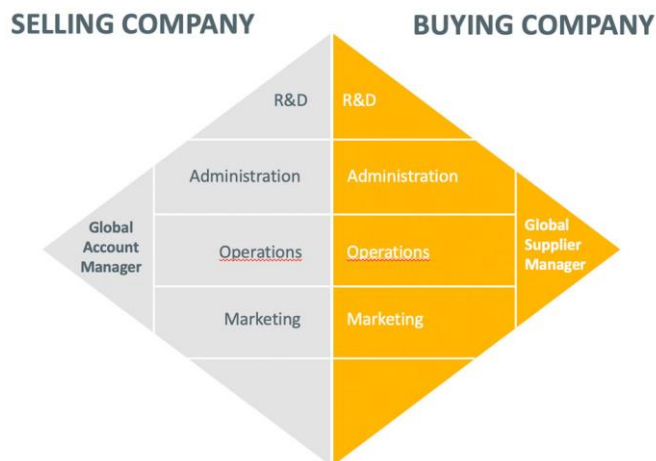 SELLING COMPANY
BUYING COMPANY
R&D
R&D
Administration
Administration
Global
Account
Manager
Operations
Operations
Global
Supplier
Manager
Marketing
Marketing